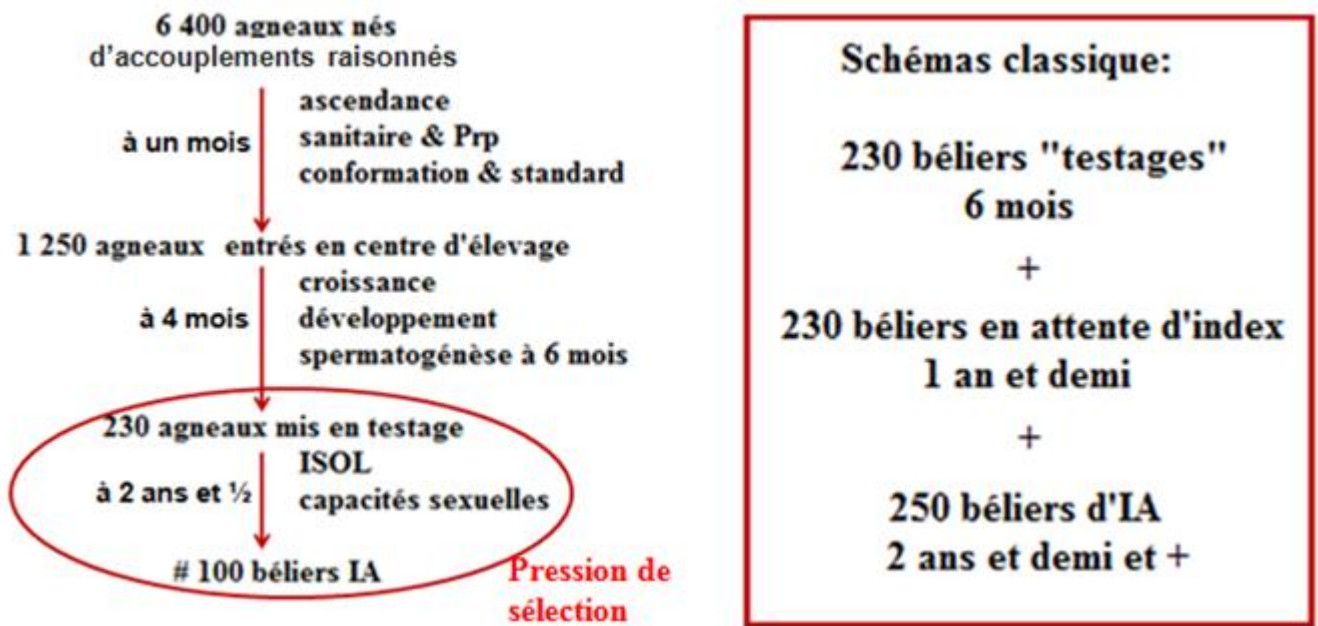 6 400 agneaux nés
d'accouplements raisonnés
ascendance
à un mois
sanitaire & Prp
conformation & standard
1 250 agneaux entrés en centre d'élevage
croissance
à 4 mois
développement
spermatogénèse à 6 mois
230 agneaux mis en testage
ISOL
à 2 ans et ½
capacités sexuelles
# 100 béliers IA
Pression de
sélection
Schémas classique:
230 béliers "testages"
6 mois
+
230 béliers en attente d'index
1 an et demi
+
250 béliers d'IA
2 ans et demi et +